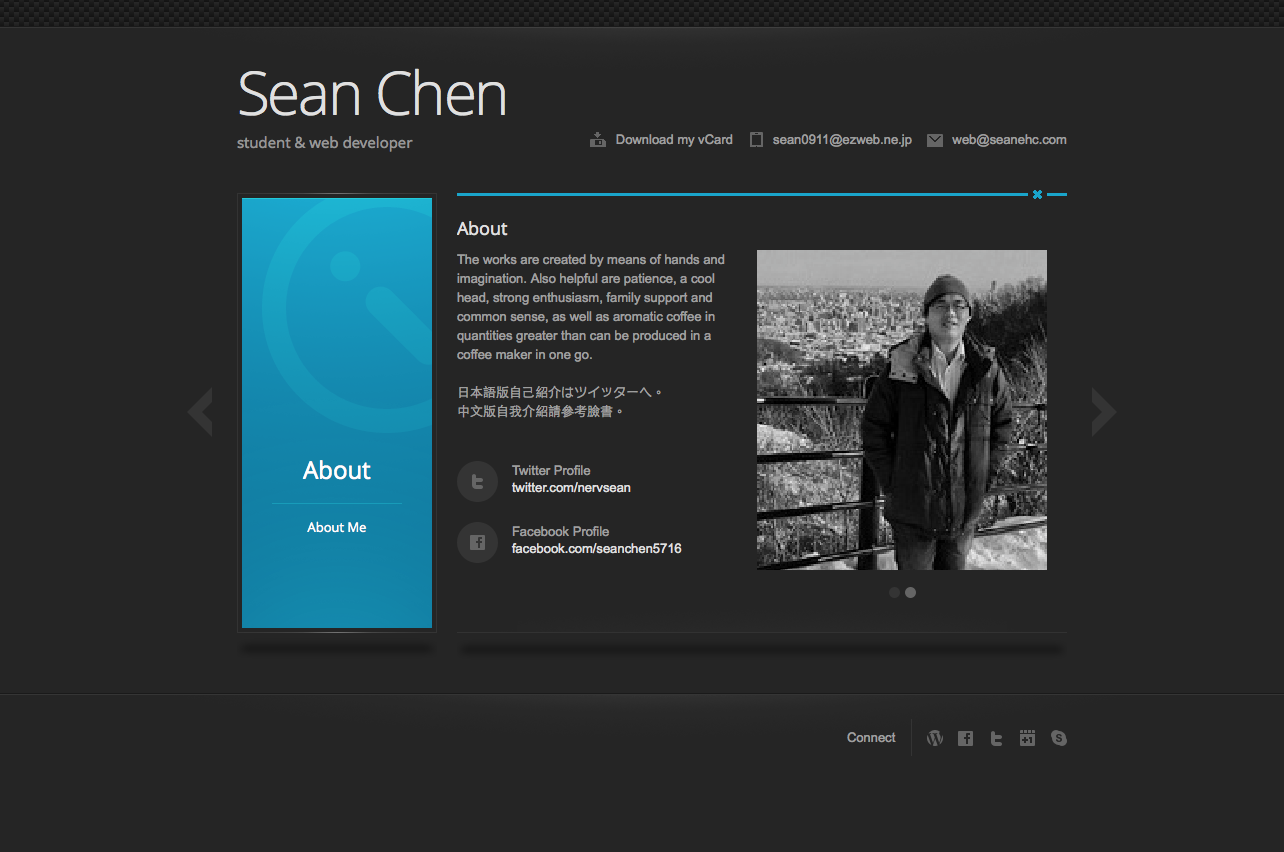 Sean Chen
student & web developer
Download my vCard
sean0911@ezweb.ne.jp
web@seanehc.com
About
About Me
About
The works are created by means of hands and
imagination. Also helpful are patience, a cool
head, strong enthusiasm, family support and
common sense, as well as aromatic coffee in
quantities greater than can be produced in a
coffee maker in one go.
日本語版自己紹介はツイッターへ。
中文版自我介紹請參考臉書。
Twitter Profile
twitter.com/nervsean
Facebook Profile
facebook.com/seanchen5716
Connect
+1